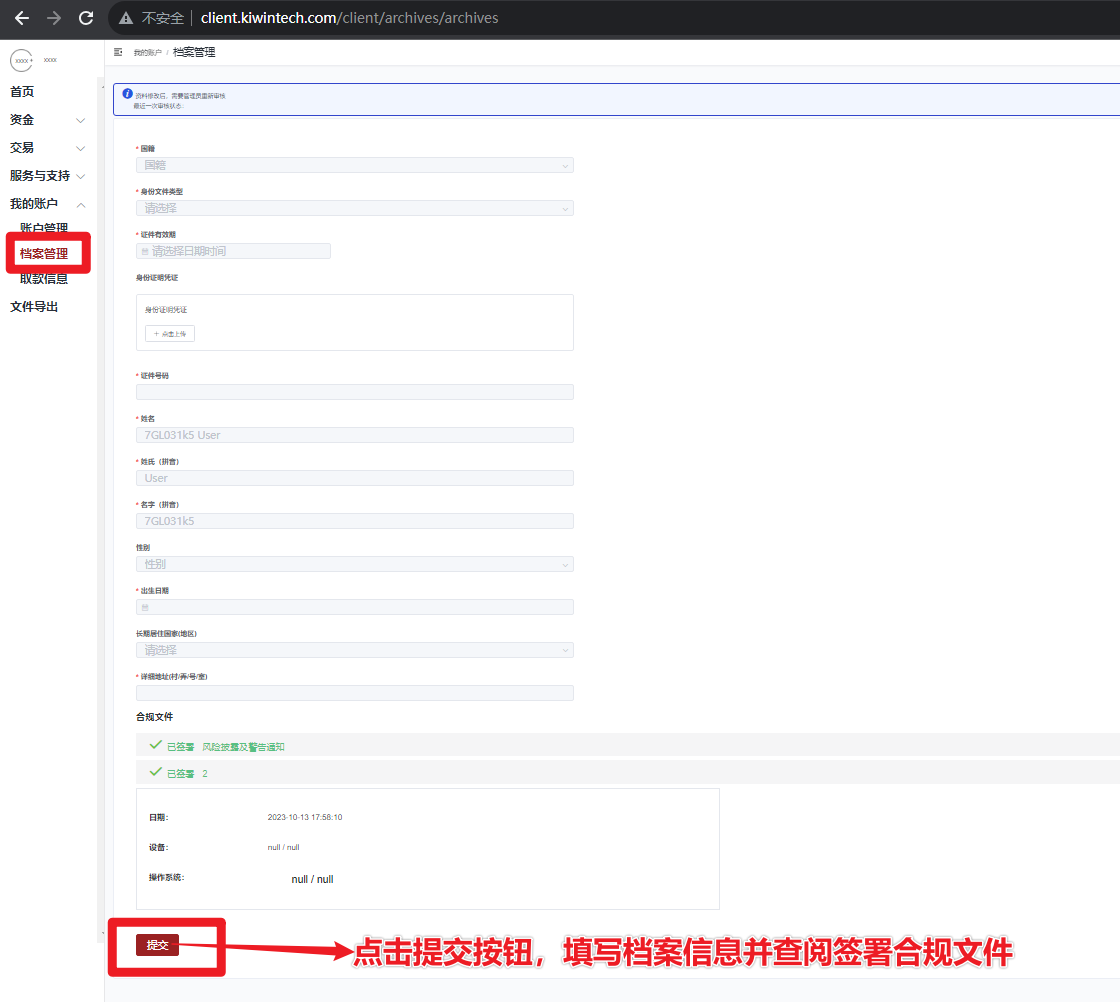 不安全 client.kiwintech.com/client/archives/archives
xxxx+ xxxx
首页
资金
交易
服务与支持
我的账户
账户管理
档案管理
取款信息
文件导出
我的账户 / 档案管理
资料修改后，需要管理员重新审核
最近一次审核状态:
* 国籍
国籍
* 身份文件类型
请选择
* 证件有效期
请选择日期时间
身份证明凭证
身份证明凭证
+ 点击上传
* 证件号码
* 姓名
7GL031k5 User
* 姓氏（拼音）
User
* 名字（拼音）
7GL031k5
性别
性别
* 出生日期
长期居住国家(地区)
请选择
* 详细地址(村/弄/号/室)
合规文件
已签署 风险披露及警告通知
已签署 2
日期: 2023-10-13 17:58:10
设备: null / null
操作系统: null / null
提交
点击提交按钮，填写档案信息并查阅签署合规文件